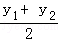 y₁ + y₂
2